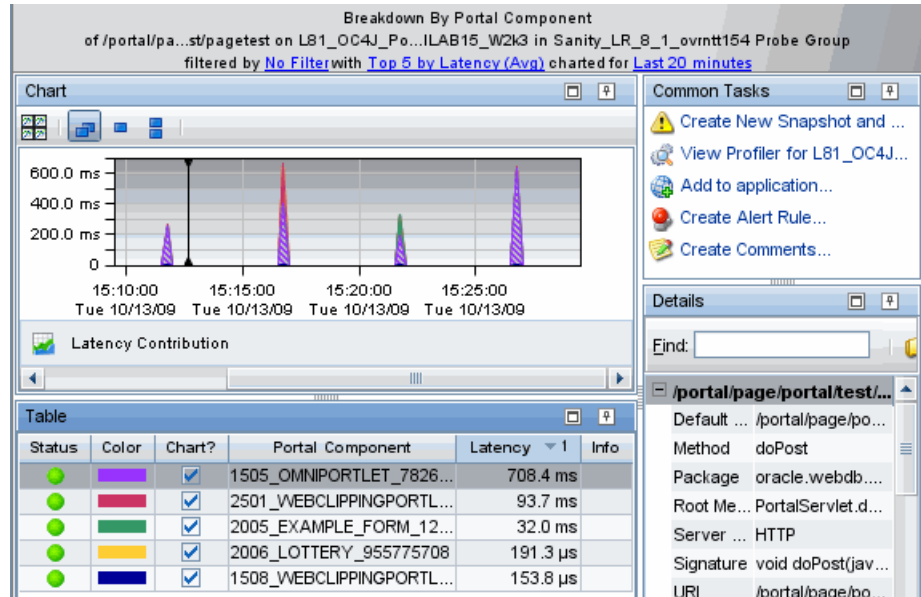 Breakdown By Portal Component
of /portal/pa...st/pagetest on L81_OC4J_Po...ILAB15_W2k3 in Sanity_LR_8_1_ovrntt154 Probe Group
filtered by No Filter with Top 5 by Latency (Avg) charted for Last 20 minutes
Chart
600.0 ms
400.0 ms
200.0 ms
0
15:10:00 15:15:00 15:20:00 15:25:00
Tue 10/13/09 Tue 10/13/09 Tue 10/13/09 Tue 10/13/09
Latency Contribution
Table
Status Color Chart? Portal Component Latency 1 Info
1505_OMNIPORTLET_7826... 708.4 ms
2501_WEBCLIPPINGPORTL... 93.7 ms
2005_EXAMPLE_FORM_12... 32.0 ms
2006_LOTTERY_955775708 191.3 µs
1508_WEBCLIPPINGPORTL... 153.8 µs
Common Tasks
Create New Snapshot and ...
View Profiler for L81_OC4J...
Add to application...
Create Alert Rule...
Create Comments...
Details
Find:
/portal/page/portal/test/...
Default ... /portal/page/po...
Method doPost
Package oracle.webdb....
Root Me... PortalServlet.d...
Server ... HTTP
Signature void doPost(jav...
URI /portal/page/po...